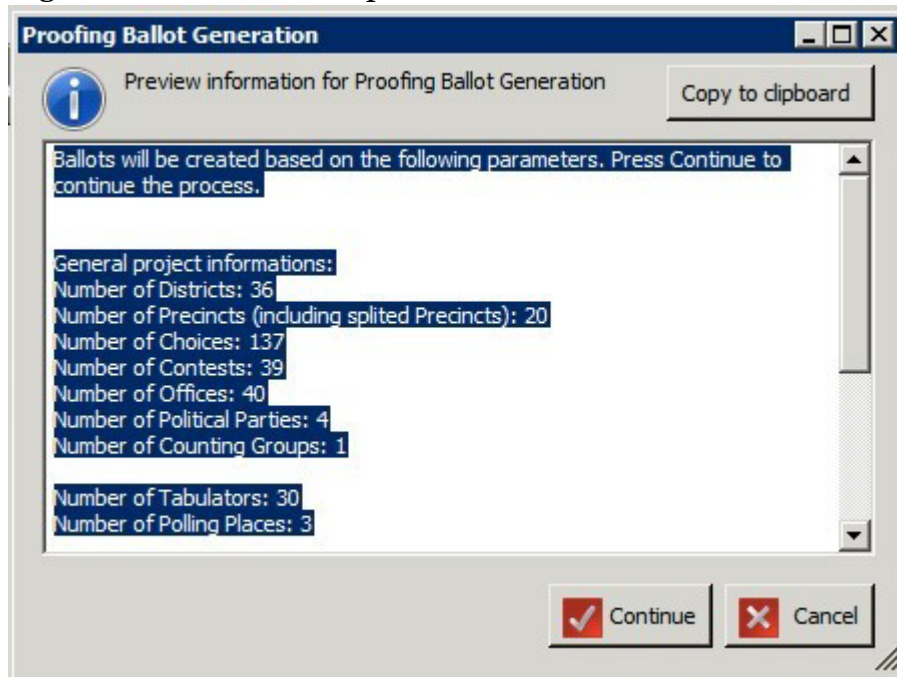 Proofing Ballot Generation
Preview information for Proofing Ballot Generation
Copy to clipboard
Ballots will be created based on the following parameters. Press Continue to
continue the process.
General project informations:
Number of Districts: 36
Number of Precincts (including splited Precincts): 20
Number of Choices: 137
Number of Contests: 39
Number of Offices: 40
Number of Political Parties: 4
Number of Counting Groups: 1
Number of Tabulators: 30
Number of Polling Places: 3
Continue
Cancel